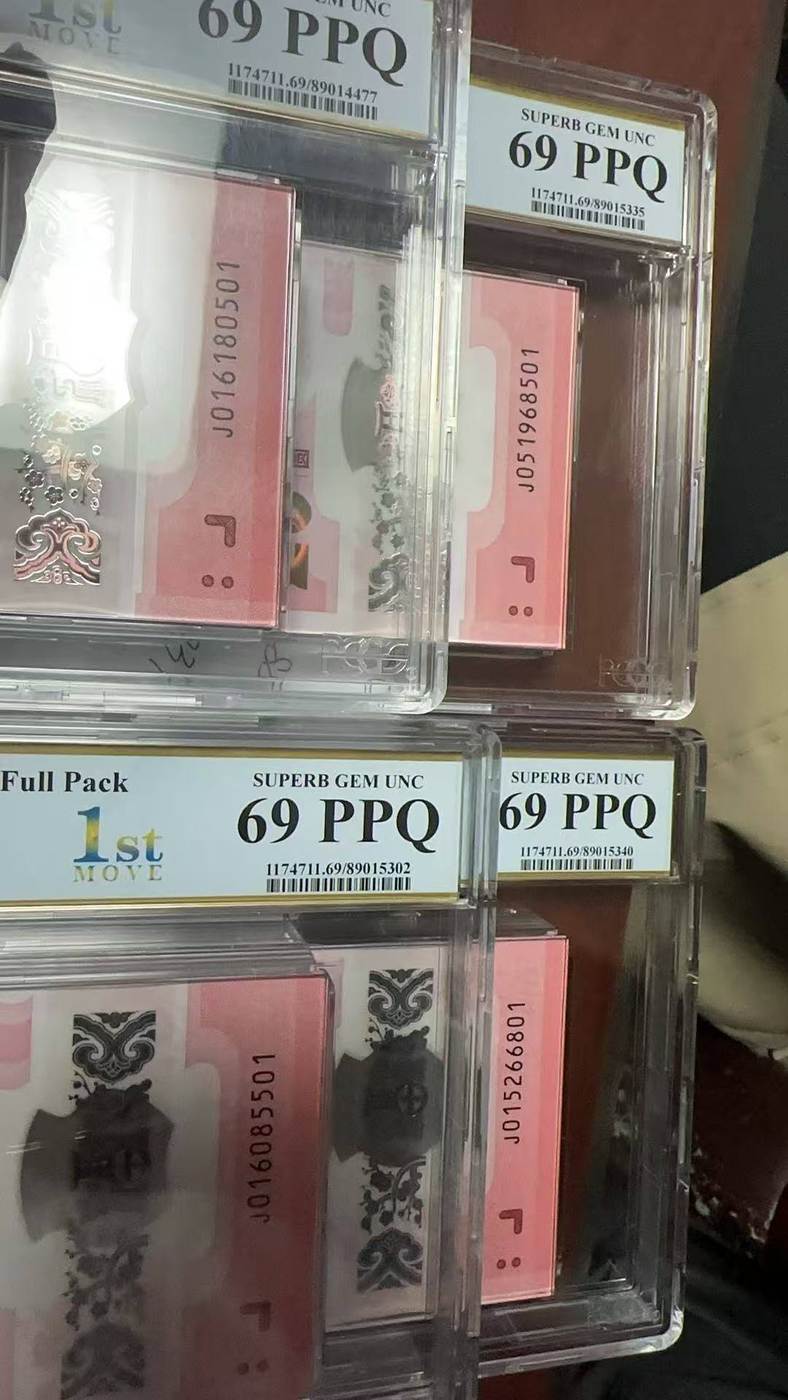 1st
MOVE
69 PPQ
1174711.69/89014477
J016180501
SUPERB GEM UNC
69 PPQ
1174711.69/89015335
J051968501
Full Pack
1st
MOVE
SUPERB GEM UNC
69 PPQ
1174711.69/89015302
J016085501
SUPERB GEM UNC
69 PPQ
1174711.69/89015340
J015266801